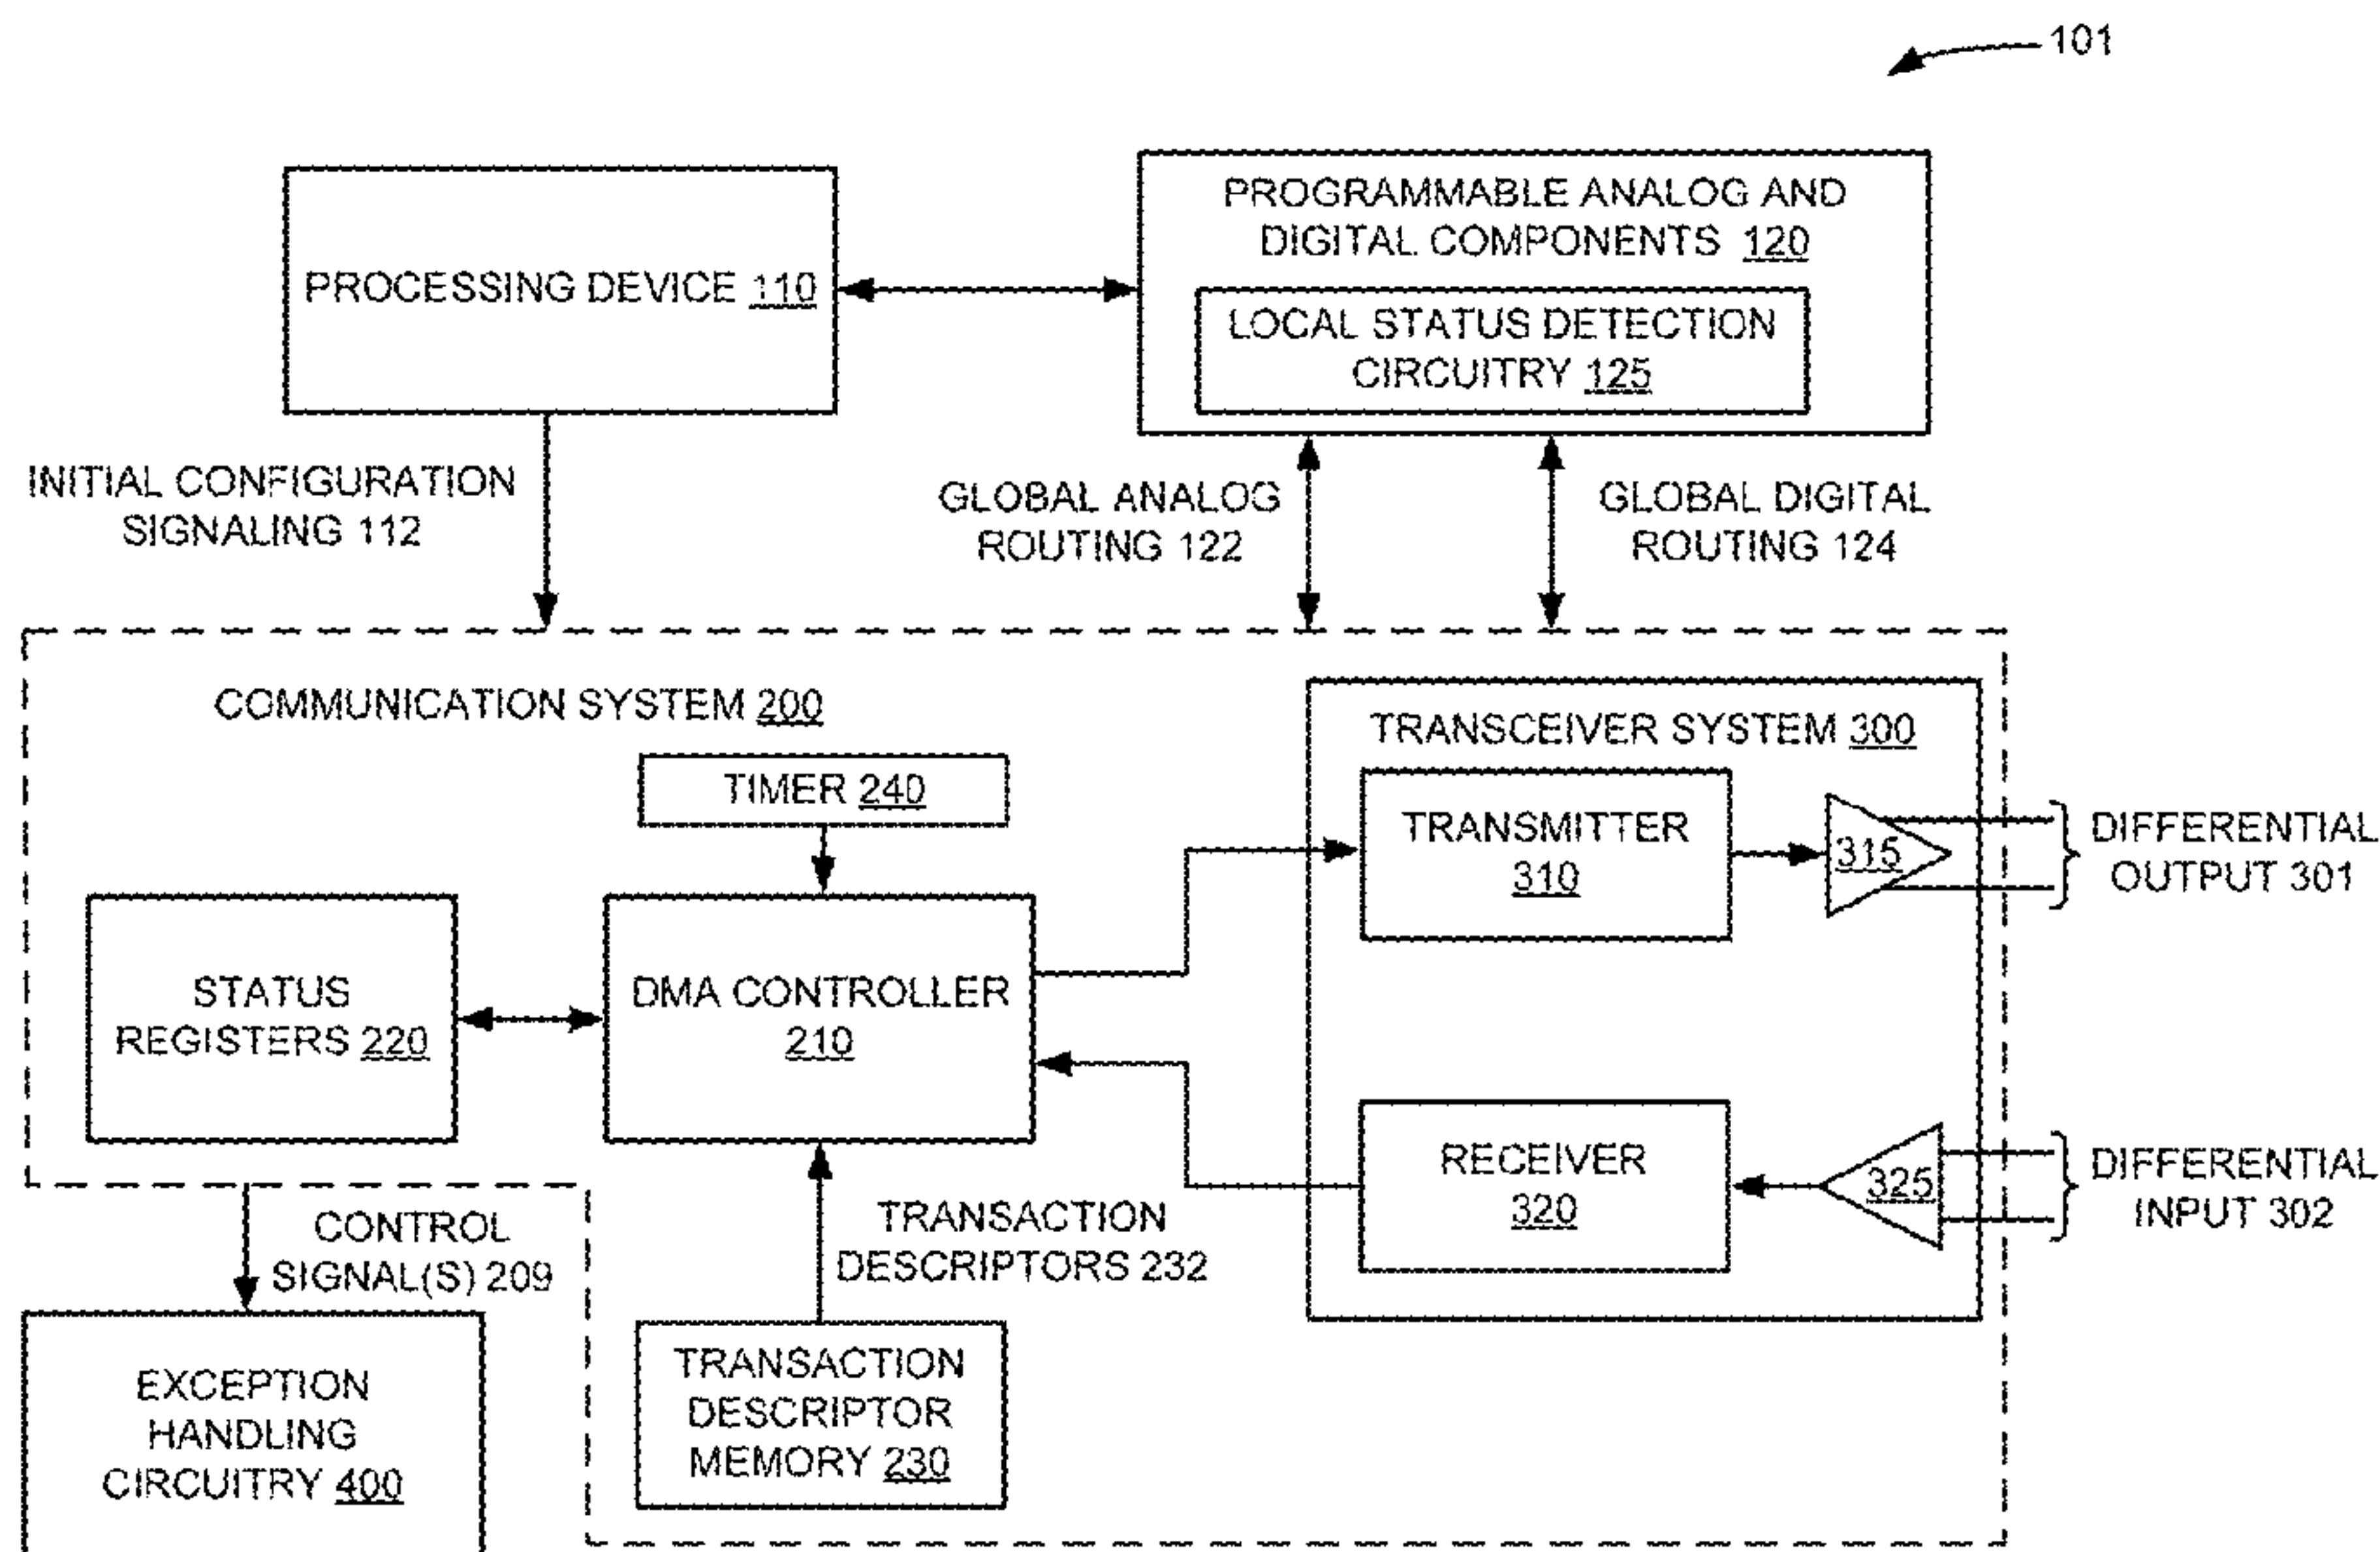 101
PROCESSING DEVICE 110
PROGRAMMABLE ANALOG AND
DIGITAL COMPONENTS 120
LOCAL STATUS DETECTION
CIRCUITRY 125
INITIAL CONFIGURATION
SIGNALING 112
GLOBAL ANALOG
ROUTING 122
GLOBAL DIGITAL
ROUTING 124
COMMUNICATION SYSTEM 200
TRANSCEIVER SYSTEM 300
TIMER 240
TRANSMITTER
310
315
DIFFERENTIAL
OUTPUT 301
STATUS
REGISTERS 220
DMA CONTROLLER
210
RECEIVER
320
325
DIFFERENTIAL
INPUT 302
CONTROL
SIGNAL(S) 209
TRANSACTION
DESCRIPTORS 232
EXCEPTION
HANDLING
CIRCUITRY 400
TRANSACTION
DESCRIPTOR
MEMORY 230